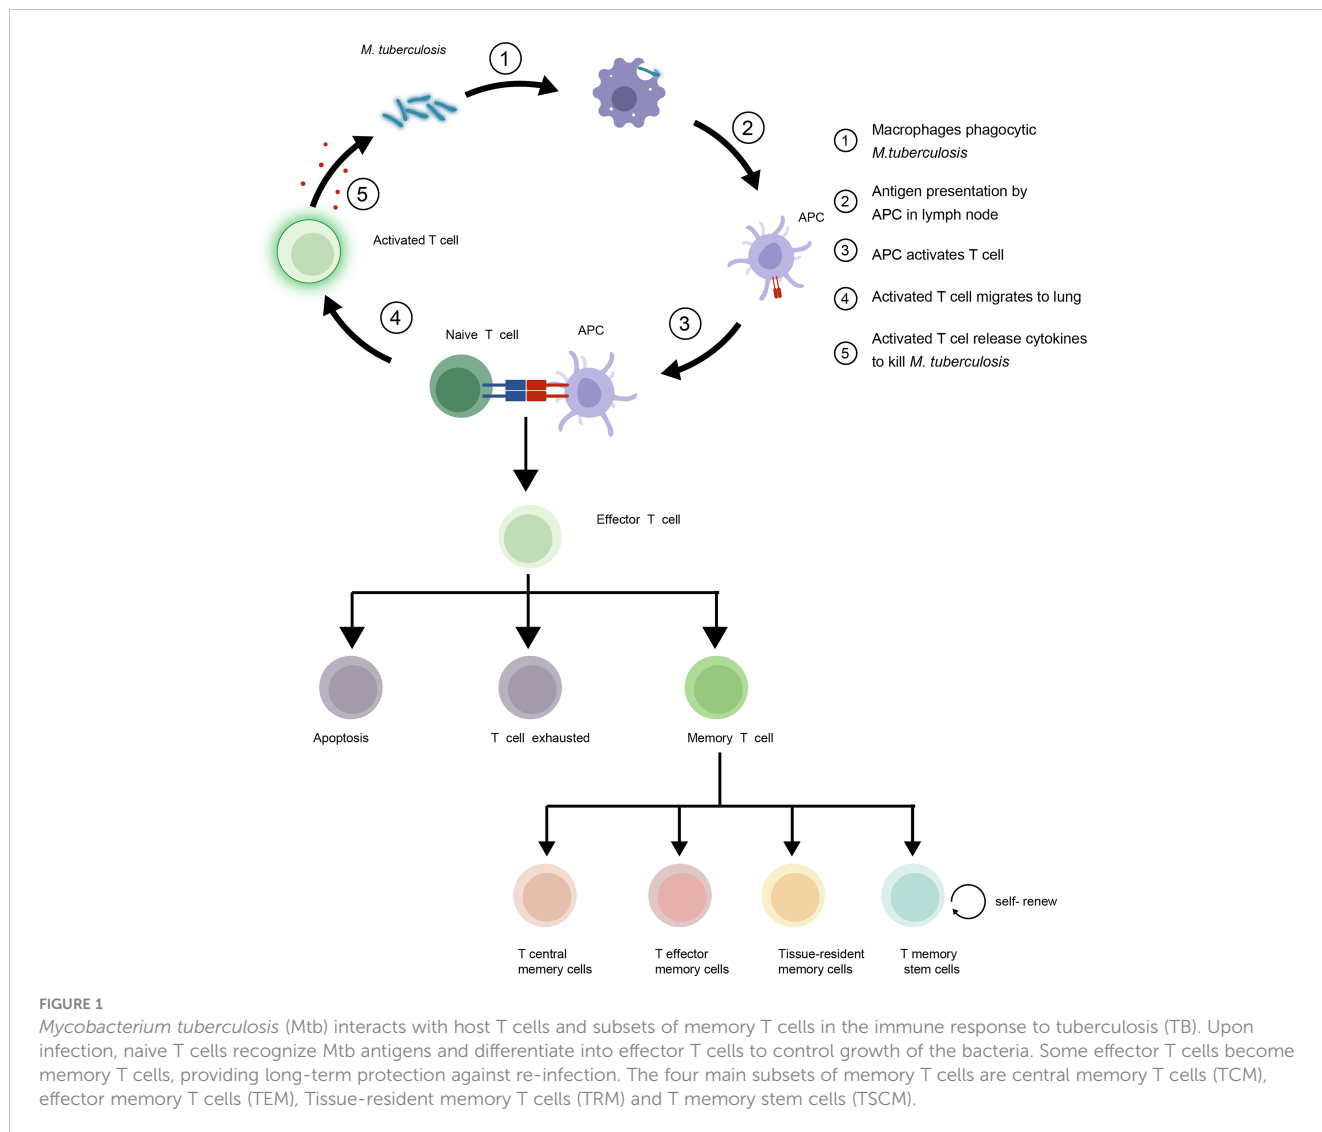 M. tuberculosis
1
2
5
Activated T cell
APC
4
3
Naive T cell
APC
1 Macrophages phagocytic
M.tuberculosis
2 Antigen presentation by
APC in lymph node
3 APC activates T cell
4 Activated T cell migrates to lung
5 Activated T cel release cytokines
to kill M. tuberculosis
Effector T cell
Apoptosis
T cell exhausted
Memory T cell
self- renew
T central
memery cells
T effector
memory cells
Tissue-resident
memory cells
T memory
stem cells
FIGURE 1
Mycobacterium tuberculosis (Mtb) interacts with host T cells and subsets of memory T cells in the immune response to tuberculosis (TB). Upon
infection, naive T cells recognize Mtb antigens and differentiate into effector T cells to control growth of the bacteria. Some effector T cells become
memory T cells, providing long-term protection against re-infection. The four main subsets of memory T cells are central memory T cells (TCM),
effector memory T cells (TEM), Tissue-resident memory T cells (TRM) and T memory stem cells (TSCM).